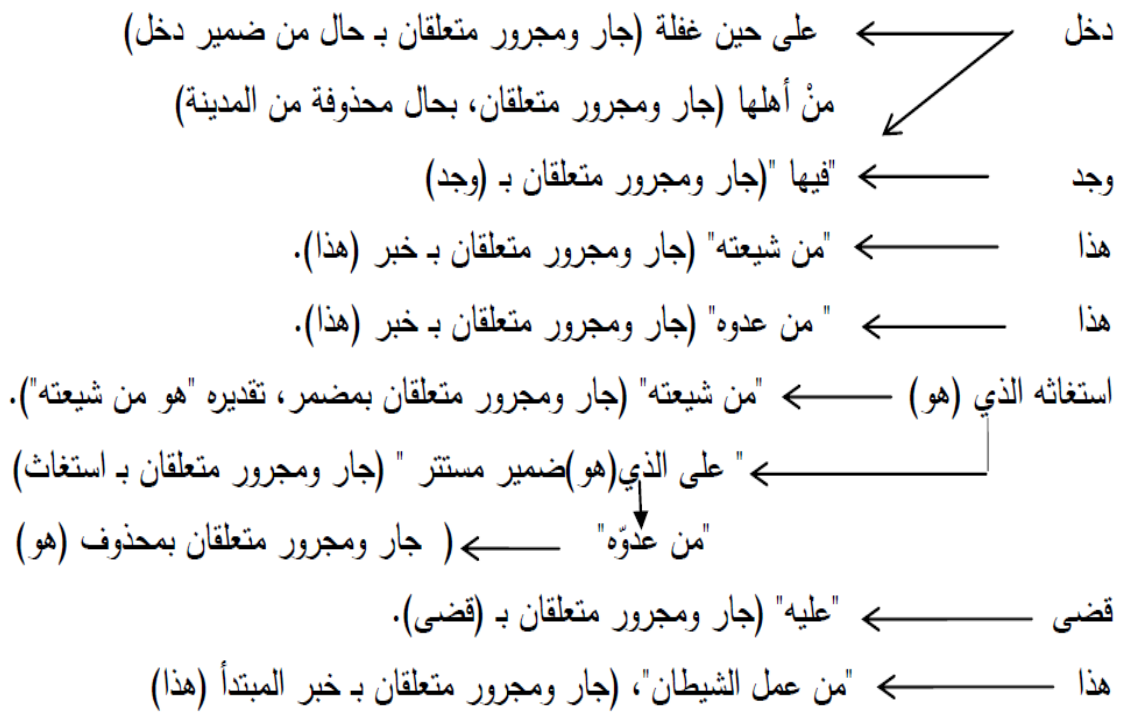 دخل ← على حين غفلة (جار ومجرور متعلقان بـ حال من ضمير دخل)
منْ أهلها (جار ومجرور متعلقان، بحال محذوفة من المدينة)
وجد ← "فيها "(جار ومجرور متعلقان بـ (وجد)
هذا ← "من شيعته" (جار ومجرور متعلقان بـ خبر (هذا).
هذا ← " من عدوه" (جار ومجرور متعلقان بـ خبر (هذا).
استغاثه الذي (هو) ← "من شيعته" (جار ومجرور متعلقان بمضمر، تقديره "هو من شيعته").
← " على الذي(هو)ضمير مستتر " (جار ومجرور متعلقان بـ استغاث)
"من عدوّه" ← ( جار ومجرور متعلقان بمحذوف (هو)
قضى ← "عليه" (جار ومجرور متعلقان بـ (قضى).
هذا ← "من عمل الشيطان"، (جار ومجرور متعلقان بـ خبر المبتدأ (هذا)